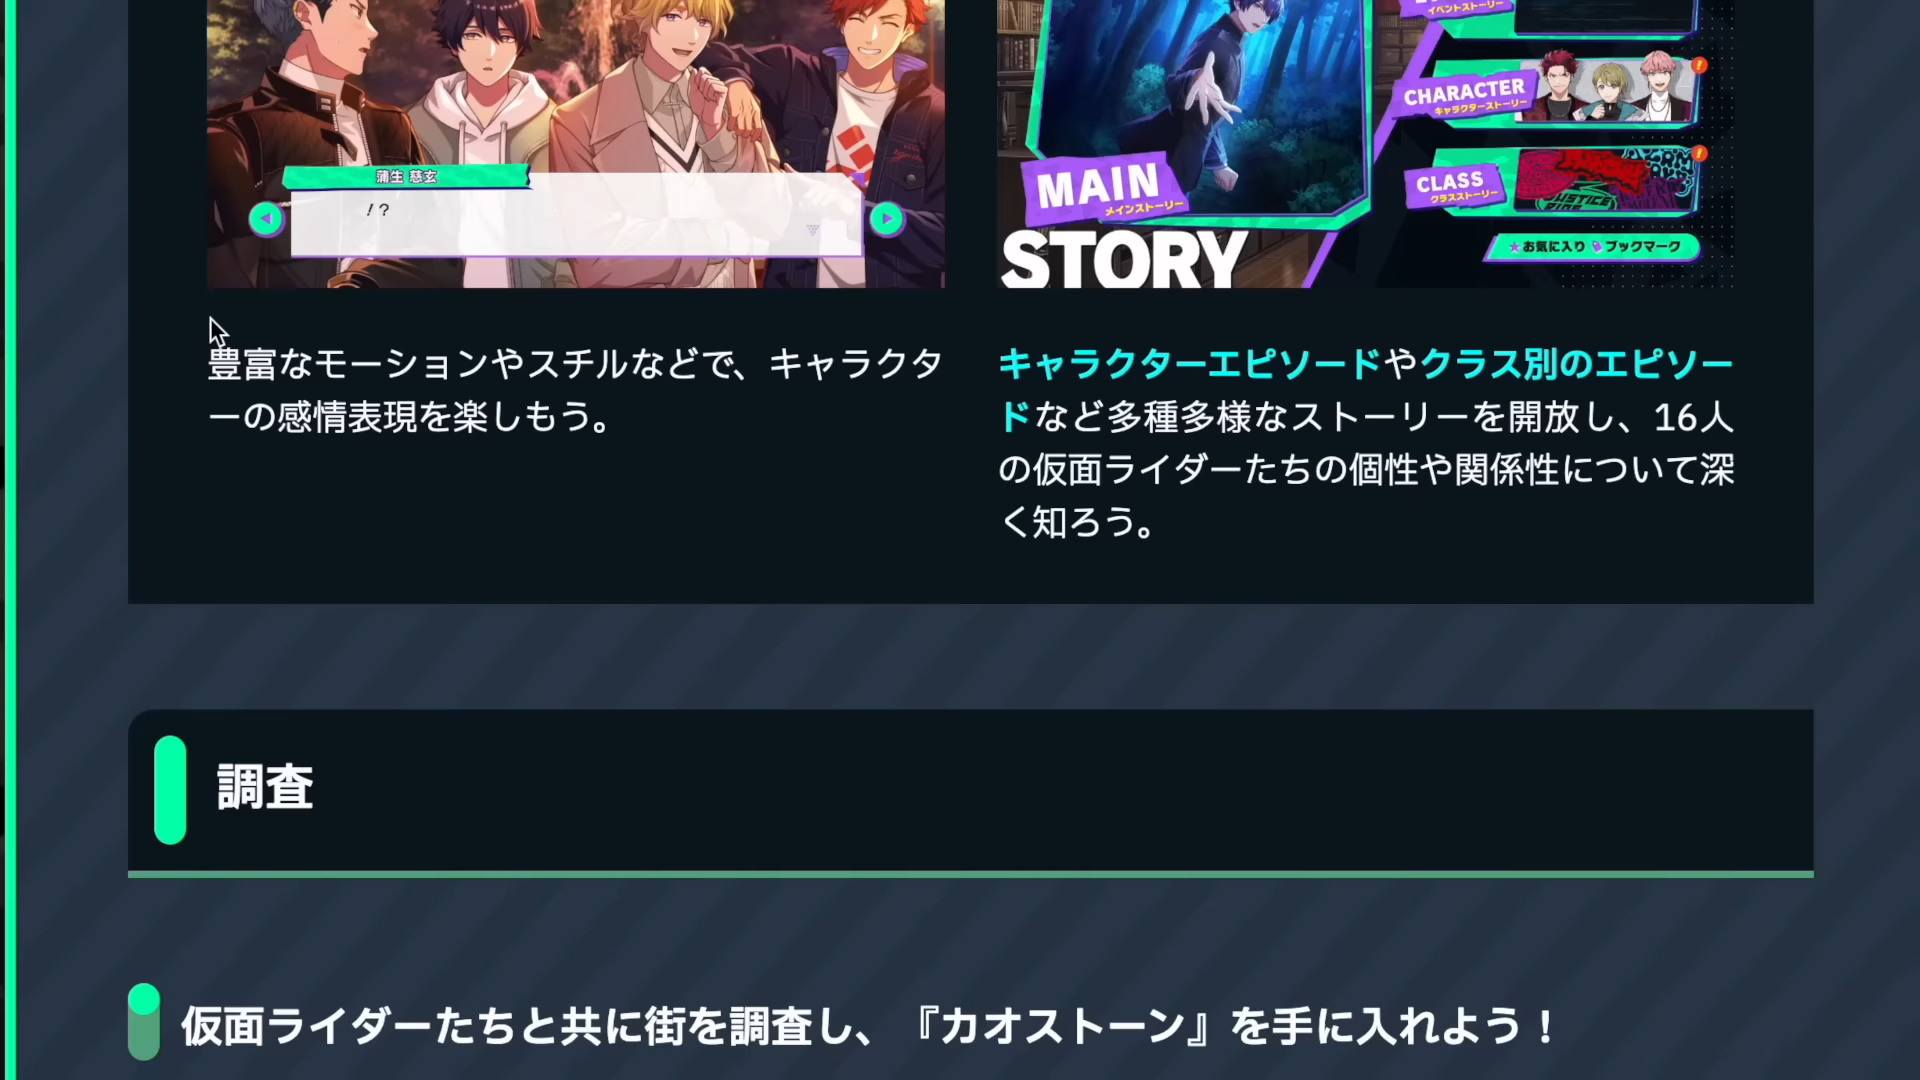 蒲生 慈玄
！？
豊富なモーションやスチルなどで、キャラクタ
ーの感情表現を楽しもう。
イベントストーリー
CHARACTER
キャラクターストーリー
CLASS
クラスストーリー
MAIN
メインストーリー
STORY
お気に入り ブックマーク
キャラクターエピソードやクラス別のエピソー
ドなど多種多様なストーリーを開放し、16人
の仮面ライダーたちの個性や関係性について深
く知ろう。
調査
仮面ライダーたちと共に街を調査し、『カオストーン』を手に入れよう！